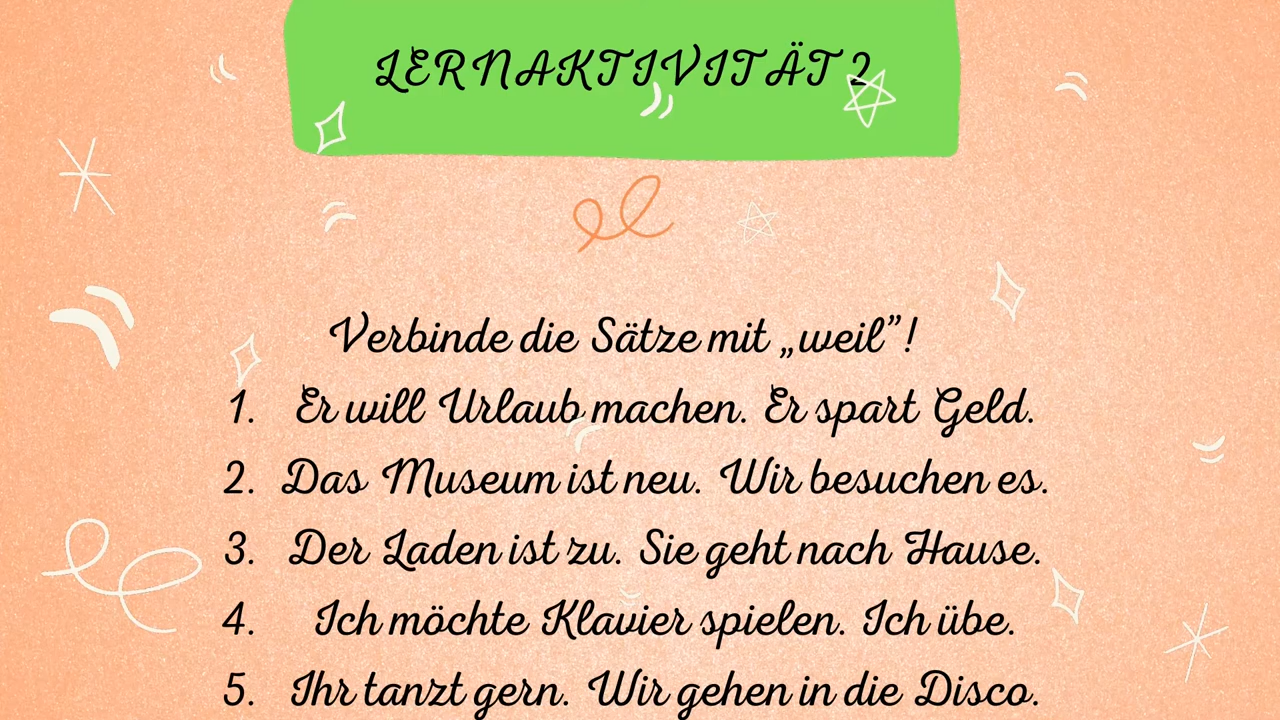 LERNAKTIVITÄT 2
Verbinde die Sätze mit „weil”!
1. Er will Urlaub machen. Er spart Geld.
2. Das Museum ist neu. Wir besuchen es.
3. Der Laden ist zu. Sie geht nach Hause.
4. Ich möchte Klavier spielen. Ich übe.
5. Ihr tanzt gern. Wir gehen in die Disco.